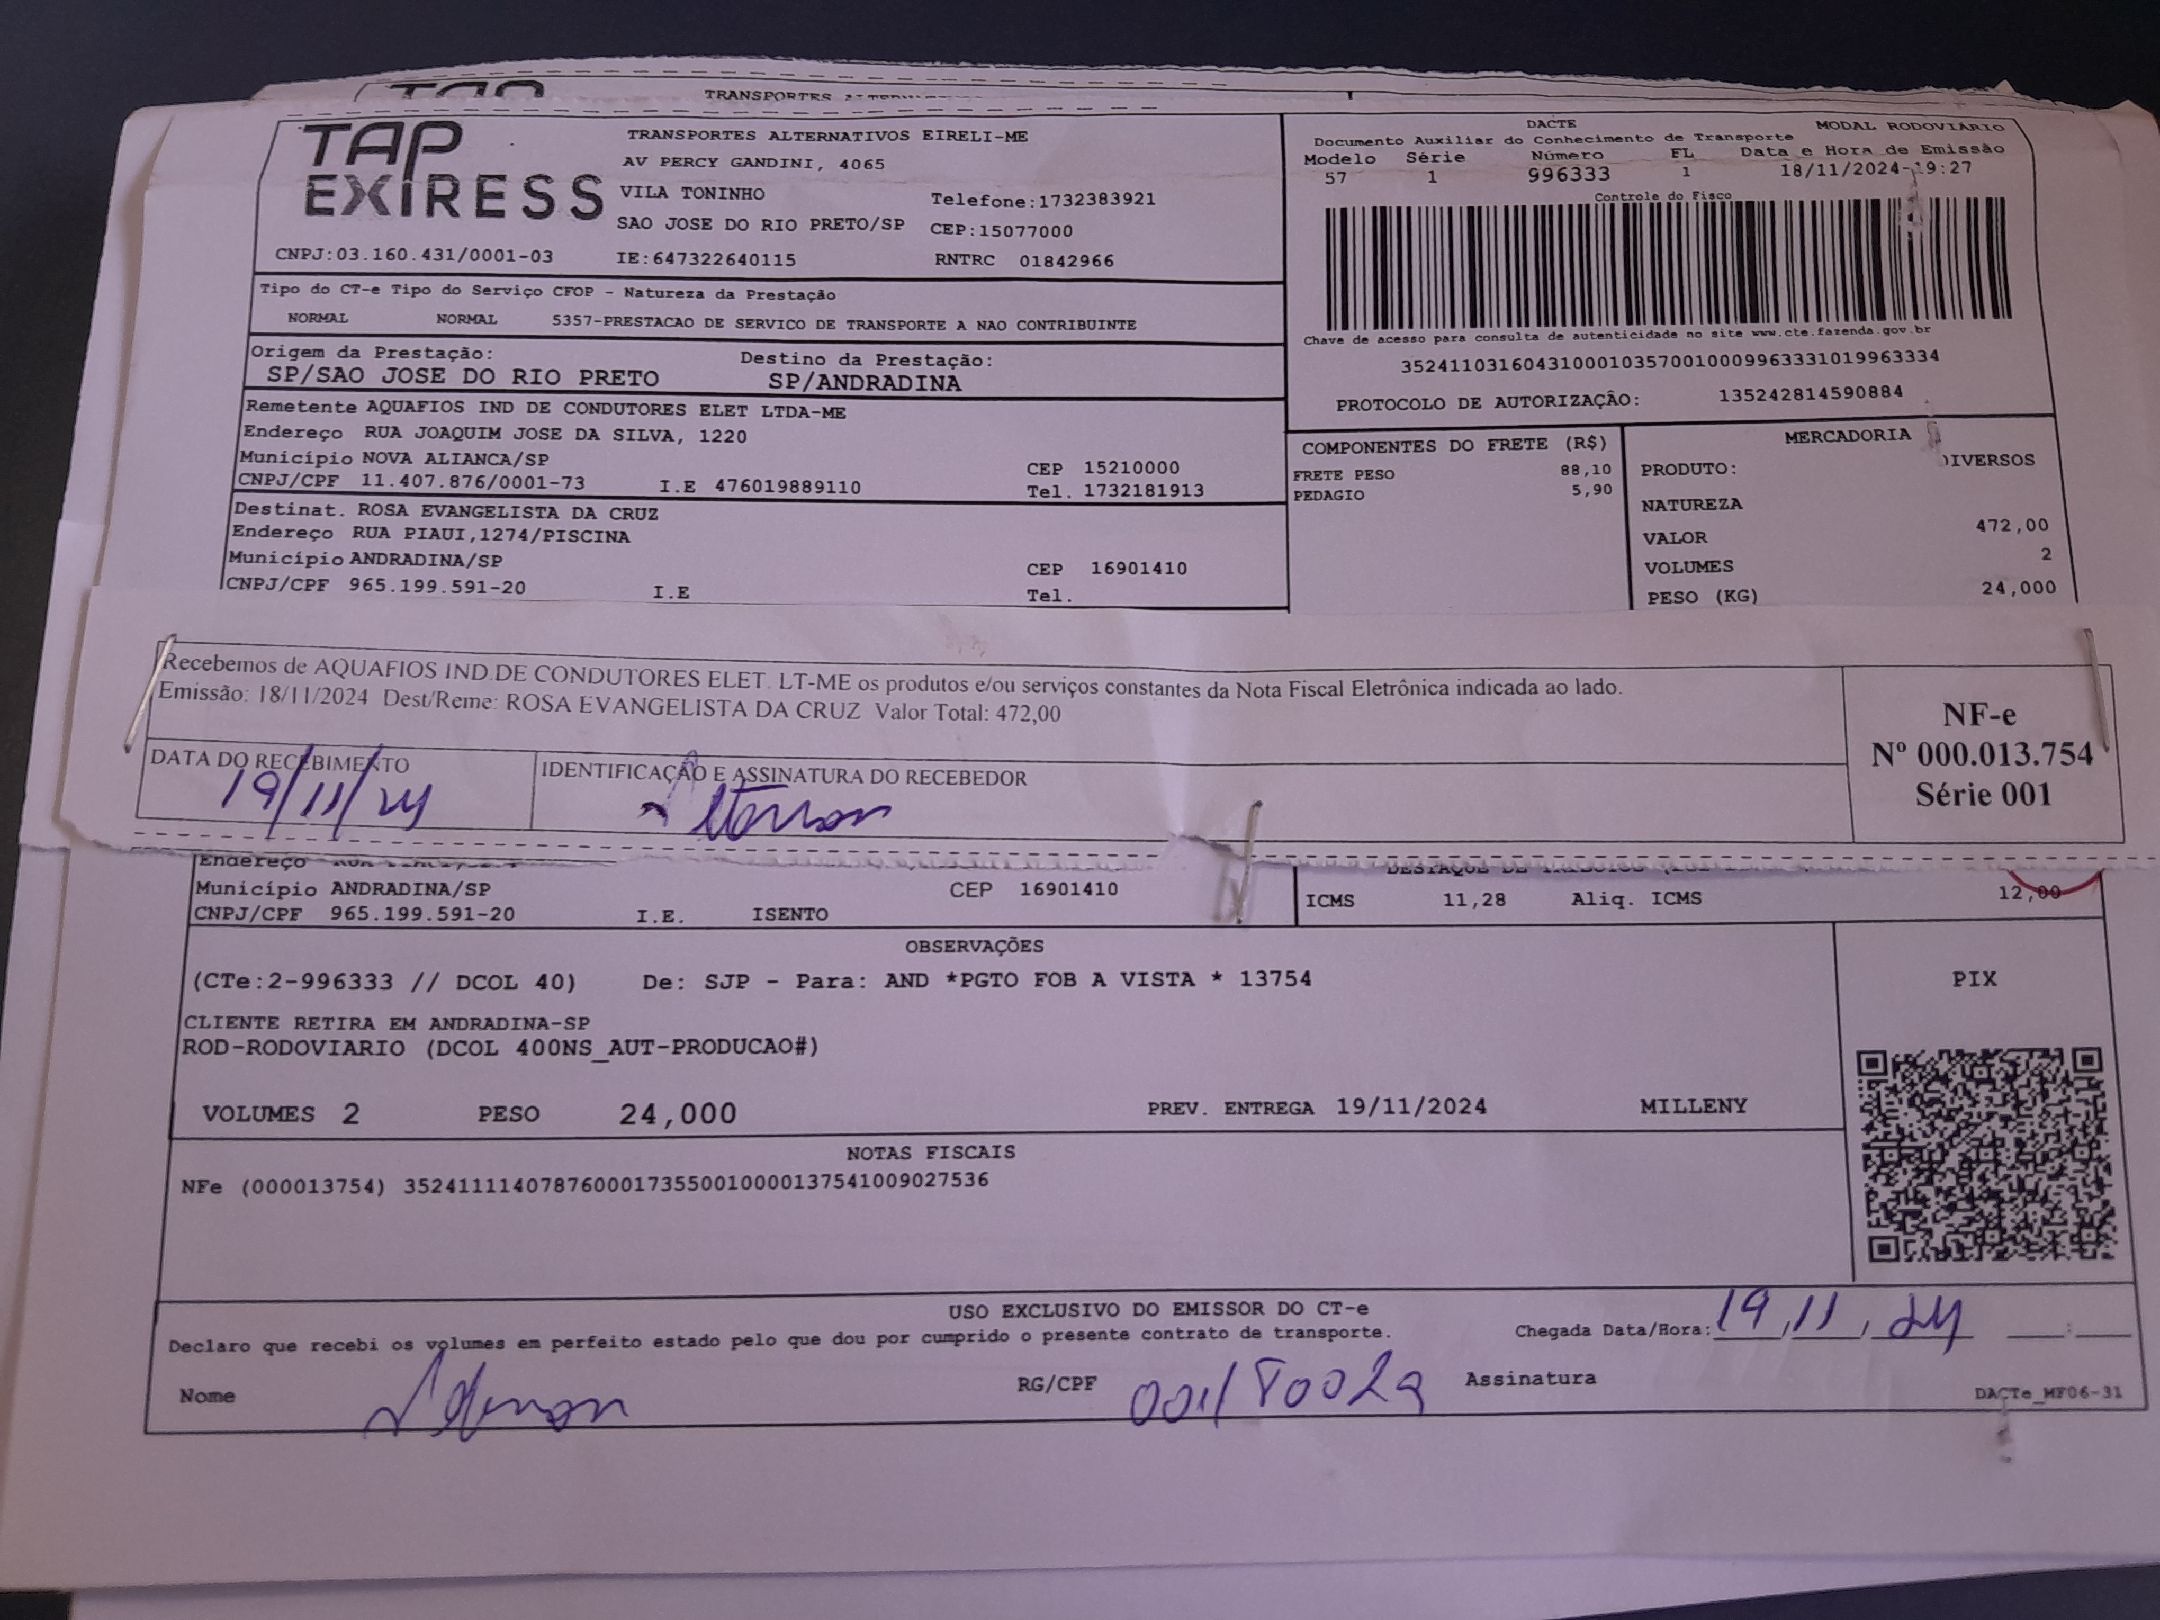 TRANSPORTES
TAP EXIRESS
TRANSPORTES ALTERNATIVOS EIRELI-ME
AV PERCY GANDINI, 4065
VILA TONINHO Telefone:1732383921
SAO JOSE DO RIO PRETO/SP CEP:15077000
CNPJ:03.160.431/0001-03 IE:647322640115 RNTRC 01842966
DACTE MODAL RODOVIÁRIO
Documento Auxiliar do Conhecimento de Transporte
Modelo Série Número FL Data e Hora de Emissão
57 1 996333 1 18/11/2024-19:27
Controle do Fisco
Chave de acesso para consulta de autenticidade no site www.cte.fazenda.gov.br
35241103160431000103570010009963331019963334
PROTOCOLO DE AUTORIZAÇÃO: 135242814590884
Tipo do CT-e Tipo do Serviço CFOP - Natureza da Prestação
NORMAL NORMAL 5357-PRESTACAO DE SERVICO DE TRANSPORTE A NAO CONTRIBUINTE
Origem da Prestação: Destino da Prestação:
SP/SAO JOSE DO RIO PRETO SP/ANDRADINA
Remetente AQUAFIOS IND DE CONDUTORES ELET LTDA-ME
Endereço RUA JOAQUIM JOSE DA SILVA, 1220
Município NOVA ALIANCA/SP CEP 15210000
CNPJ/CPF 11.407.876/0001-73 I.E 476019889110 Tel. 1732181913
Destinat. ROSA EVANGELISTA DA CRUZ
Endereço RUA PIAUI,1274/PISCINA
Município ANDRADINA/SP CEP 16901410
CNPJ/CPF 965.199.591-20 I.E Tel.
COMPONENTES DO FRETE (R$)
FRETE PESO 88,10
PEDAGIO 5,90
MERCADORIA
PRODUTO: DIVERSOS
NATUREZA
VALOR 472,00
VOLUMES 2
PESO (KG) 24,000
Recebemos de AQUAFIOS IND.DE CONDUTORES ELET. LT-ME os produtos e/ou serviços constantes da Nota Fiscal Eletrônica indicada ao lado.
Emissão: 18/11/2024 Dest/Reme: ROSA EVANGELISTA DA CRUZ Valor Total: 472,00
DATA DO RECEBIMENTO IDENTIFICAÇÃO E ASSINATURA DO RECEBEDOR
19/11/24
NF-e
Nº 000.013.754
Série 001
Endereço
Município ANDRADINA/SP CEP 16901410
CNPJ/CPF 965.199.591-20 I.E. ISENTO
ICMS 11,28 Aliq. ICMS 12,00
OBSERVAÇÕES
(CTe:2-996333 // DCOL 40) De: SJP - Para: AND *PGTO FOB A VISTA * 13754
CLIENTE RETIRA EM ANDRADINA-SP
ROD-RODOVIARIO (DCOL 400NS_AUT-PRODUCAO#)
VOLUMES 2 PESO 24,000 PREV. ENTREGA 19/11/2024 MILLENY
PIX
NOTAS FISCAIS
NFe (000013754) 35241111407876000173550010000137541009027536
USO EXCLUSIVO DO EMISSOR DO CT-e
Declaro que recebi os volumes em perfeito estado pelo que dou por cumprido o presente contrato de transporte. Chegada Data/Hora: 19/11/24
Nome RG/CPF Assinatura
DACTe_MF06-31